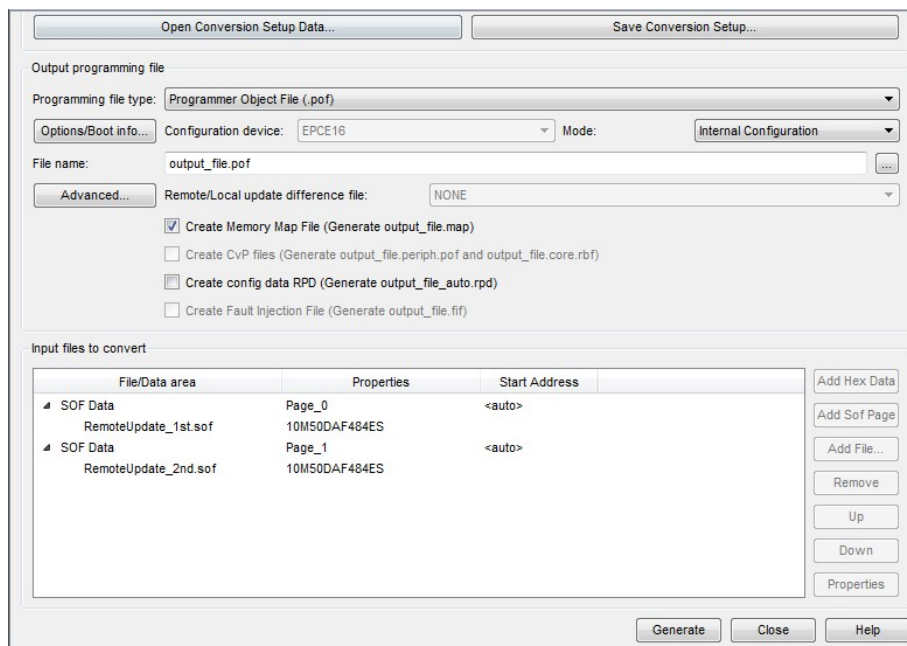 Open Conversion Setup Data... Save Conversion Setup...
Output programming file
Programming file type: Programmer Object File (.pof)
Options/Boot info... Configuration device: EPCE16 Mode: Internal Configuration
File name: output_file.pof ...
Advanced... Remote/Local update difference file: NONE
Create Memory Map File (Generate output_file.map)
Create CvP files (Generate output_file.periph.pof and output_file.core.rbf)
Create config data RPD (Generate output_file_auto.rpd)
Create Fault Injection File (Generate output_file.fif)
Input files to convert
File/Data area Properties Start Address Add Hex Data
SOF Data Page_0 <auto> Add Sof Page
RemoteUpdate_1st.sof 10M50DAF484ES
SOF Data Page_1 <auto> Add File...
RemoteUpdate_2nd.sof 10M50DAF484ES
Remove
Up
Down
Properties
Generate Close Help